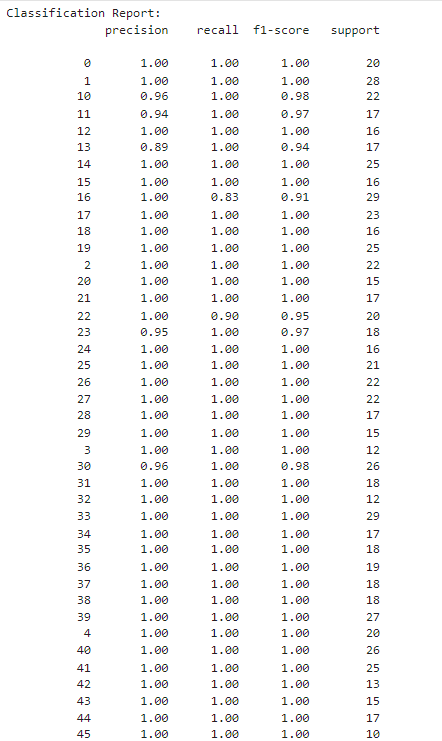 Classification Report:
precision recall f1-score support
0 1.00 1.00 1.00 20
1 1.00 1.00 1.00 28
10 0.96 1.00 0.98 22
11 0.94 1.00 0.97 17
12 1.00 1.00 1.00 16
13 0.89 1.00 0.94 17
14 1.00 1.00 1.00 25
15 1.00 1.00 1.00 16
16 1.00 0.83 0.91 29
17 1.00 1.00 1.00 23
18 1.00 1.00 1.00 16
19 1.00 1.00 1.00 25
2 1.00 1.00 1.00 22
20 1.00 1.00 1.00 15
21 1.00 1.00 1.00 17
22 1.00 0.90 0.95 20
23 0.95 1.00 0.97 18
24 1.00 1.00 1.00 16
25 1.00 1.00 1.00 21
26 1.00 1.00 1.00 22
27 1.00 1.00 1.00 22
28 1.00 1.00 1.00 17
29 1.00 1.00 1.00 15
3 1.00 1.00 1.00 12
30 0.96 1.00 0.98 26
31 1.00 1.00 1.00 18
32 1.00 1.00 1.00 12
33 1.00 1.00 1.00 29
34 1.00 1.00 1.00 17
35 1.00 1.00 1.00 18
36 1.00 1.00 1.00 19
37 1.00 1.00 1.00 18
38 1.00 1.00 1.00 18
39 1.00 1.00 1.00 27
4 1.00 1.00 1.00 20
40 1.00 1.00 1.00 26
41 1.00 1.00 1.00 25
42 1.00 1.00 1.00 13
43 1.00 1.00 1.00 15
44 1.00 1.00 1.00 17
45 1.00 1.00 1.00 10